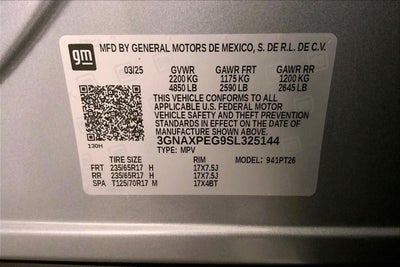 gm MFD BY GENERAL MOTORS DE MEXICO, S. DE R.L. DE C.V.
03/25 GVWR GAWR FRT GAWR RR
2200 KG 1175 KG 1200 KG
4850 LB 2590 LB 2645 LB
THIS VEHICLE CONFORMS TO ALL
APPLICABLE U.S. FEDERAL MOTOR
VEHICLE SAFETY AND THEFT PREVENTION
STANDARDS IN EFFECT ON THE DATE OF
MANUFACTURE SHOWN ABOVE.
130H 3GNAXPEG9SL325144
TYPE: MPV
TIRE SIZE RIM 941PT26
FRT 235/65R17 H 17X7.5J
RR 235/65R17 H 17X7.5J
SPA T125/70R17 M 17X4BT